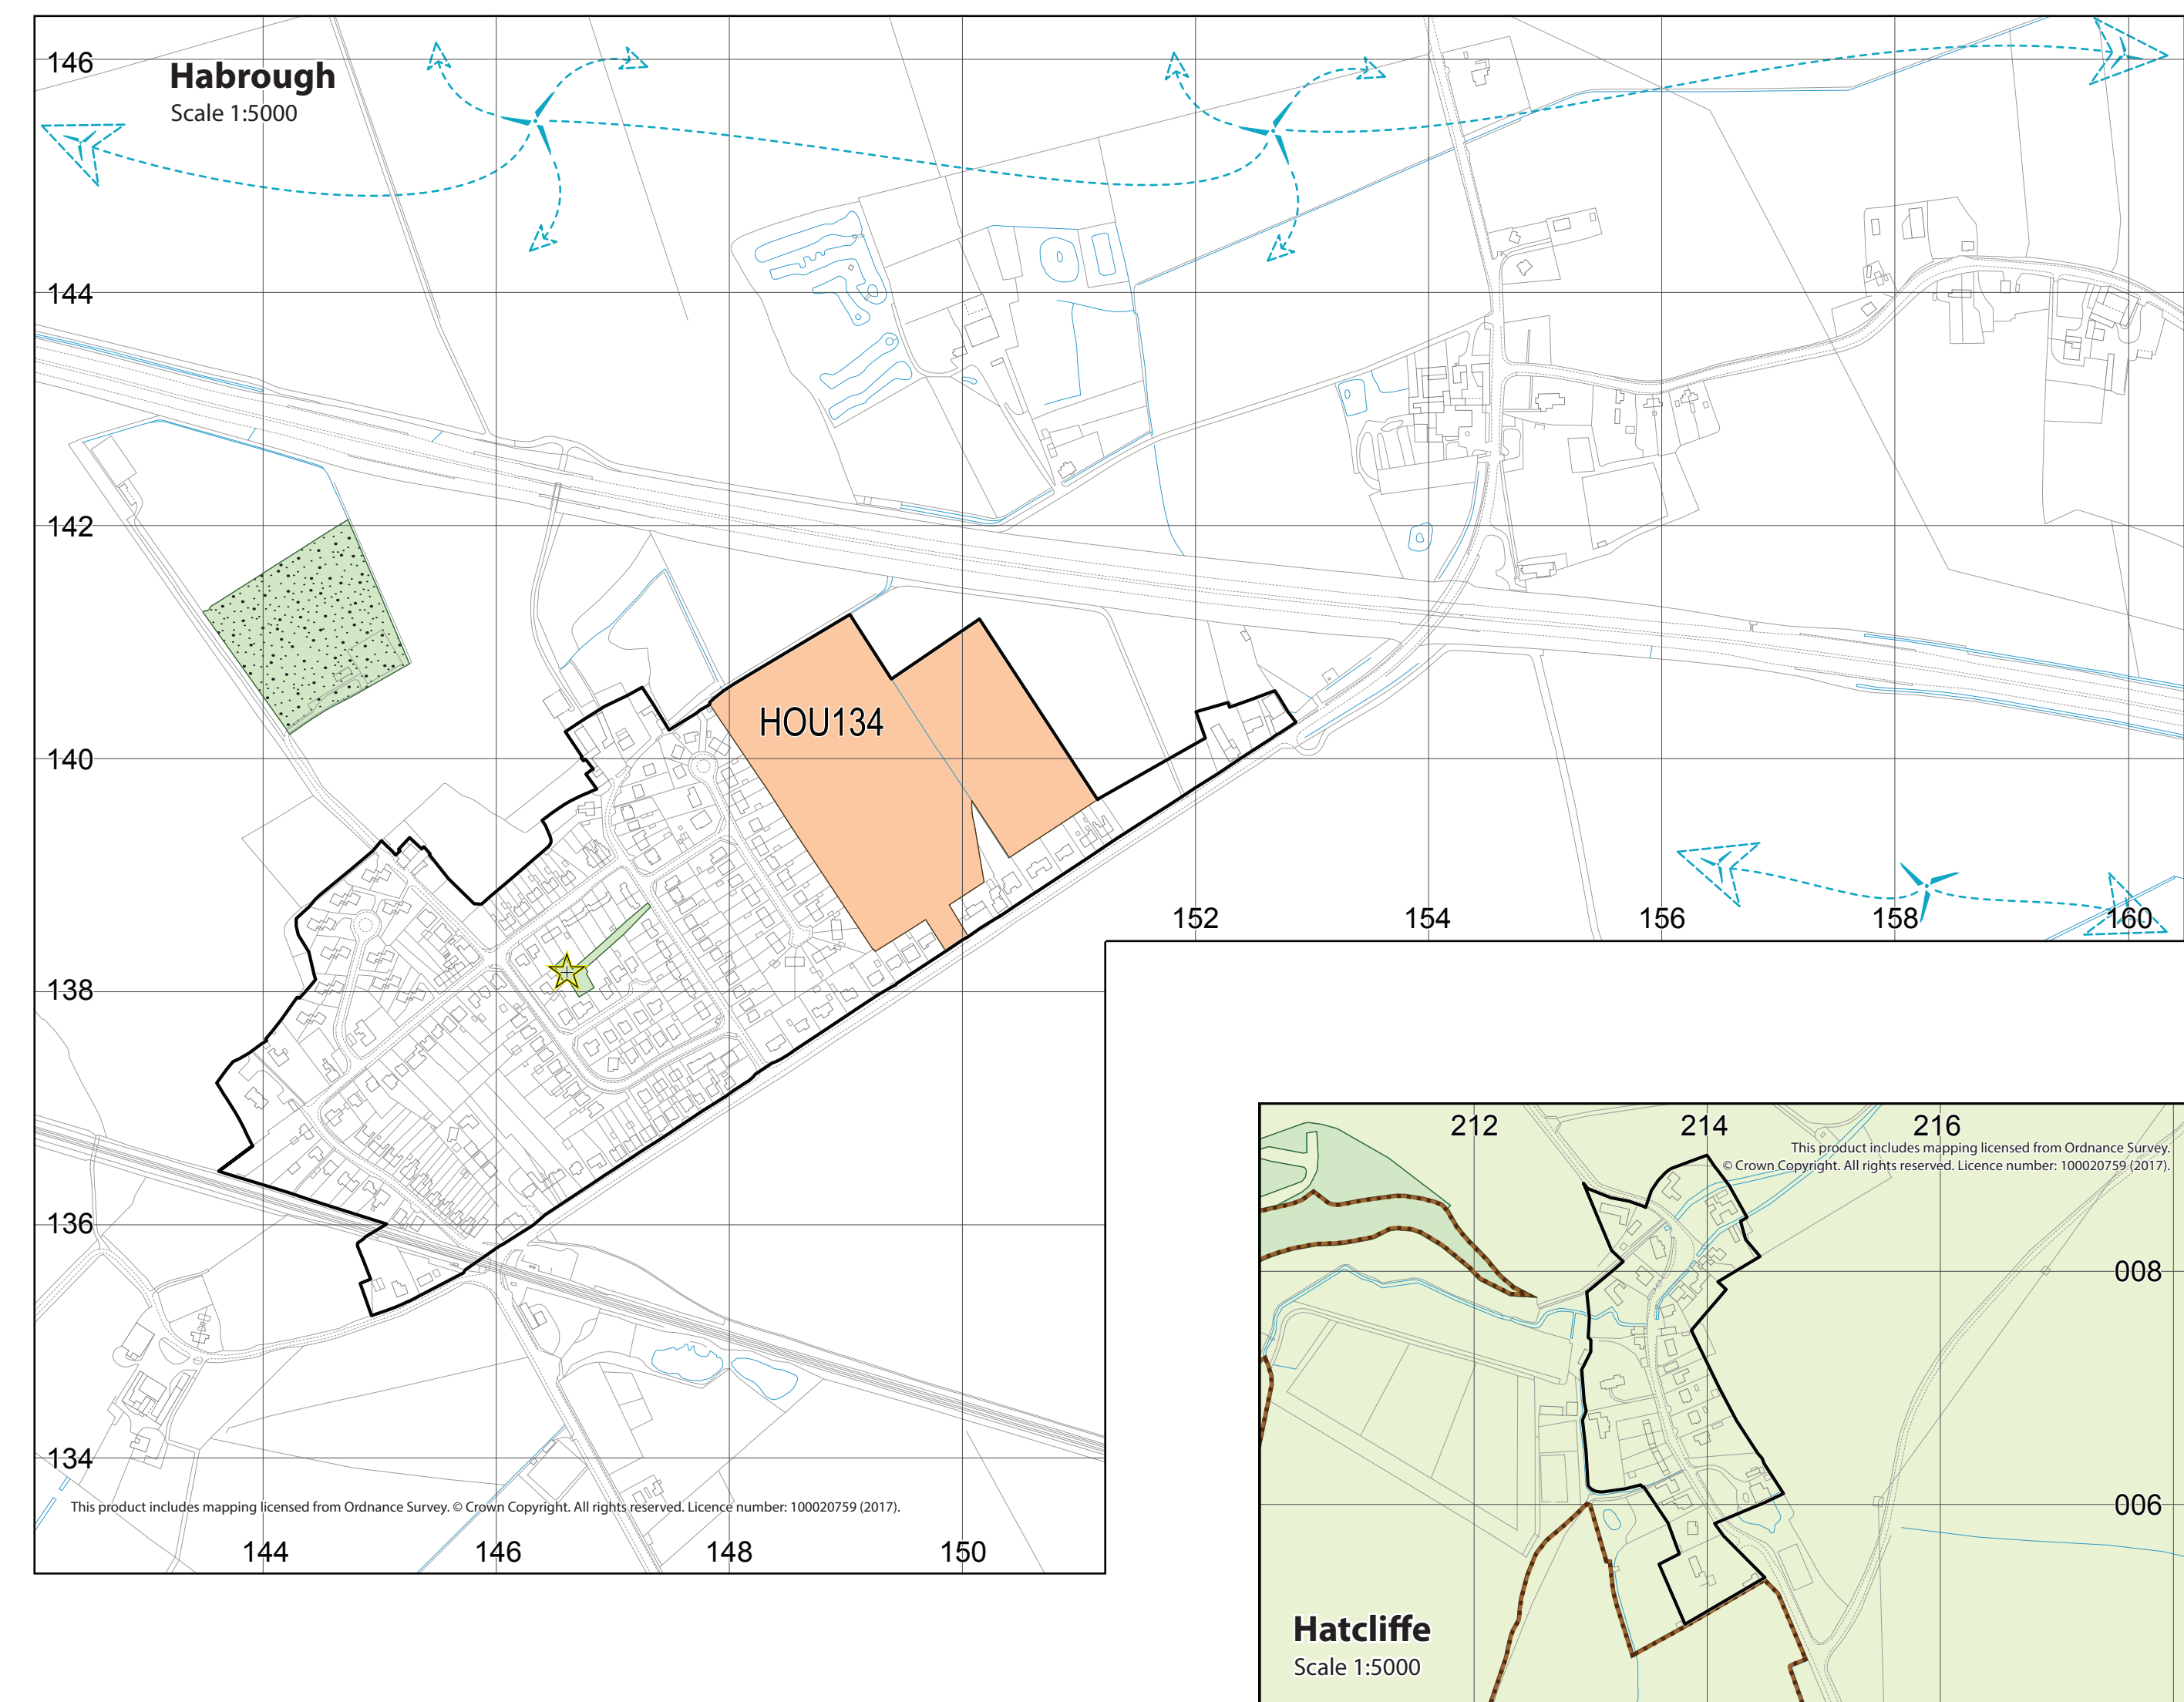 146
Habrough
Scale 1:5000
144
142
HOU134
140
152 154 156 158 160
138
212 214 216
This product includes mapping licensed from Ordnance Survey.
© Crown Copyright. All rights reserved. Licence number: 100020759 (2017).
136
008
134
This product includes mapping licensed from Ordnance Survey. © Crown Copyright. All rights reserved. Licence number: 100020759 (2017).
006
144 146 148 150
Hatcliffe
Scale 1:5000